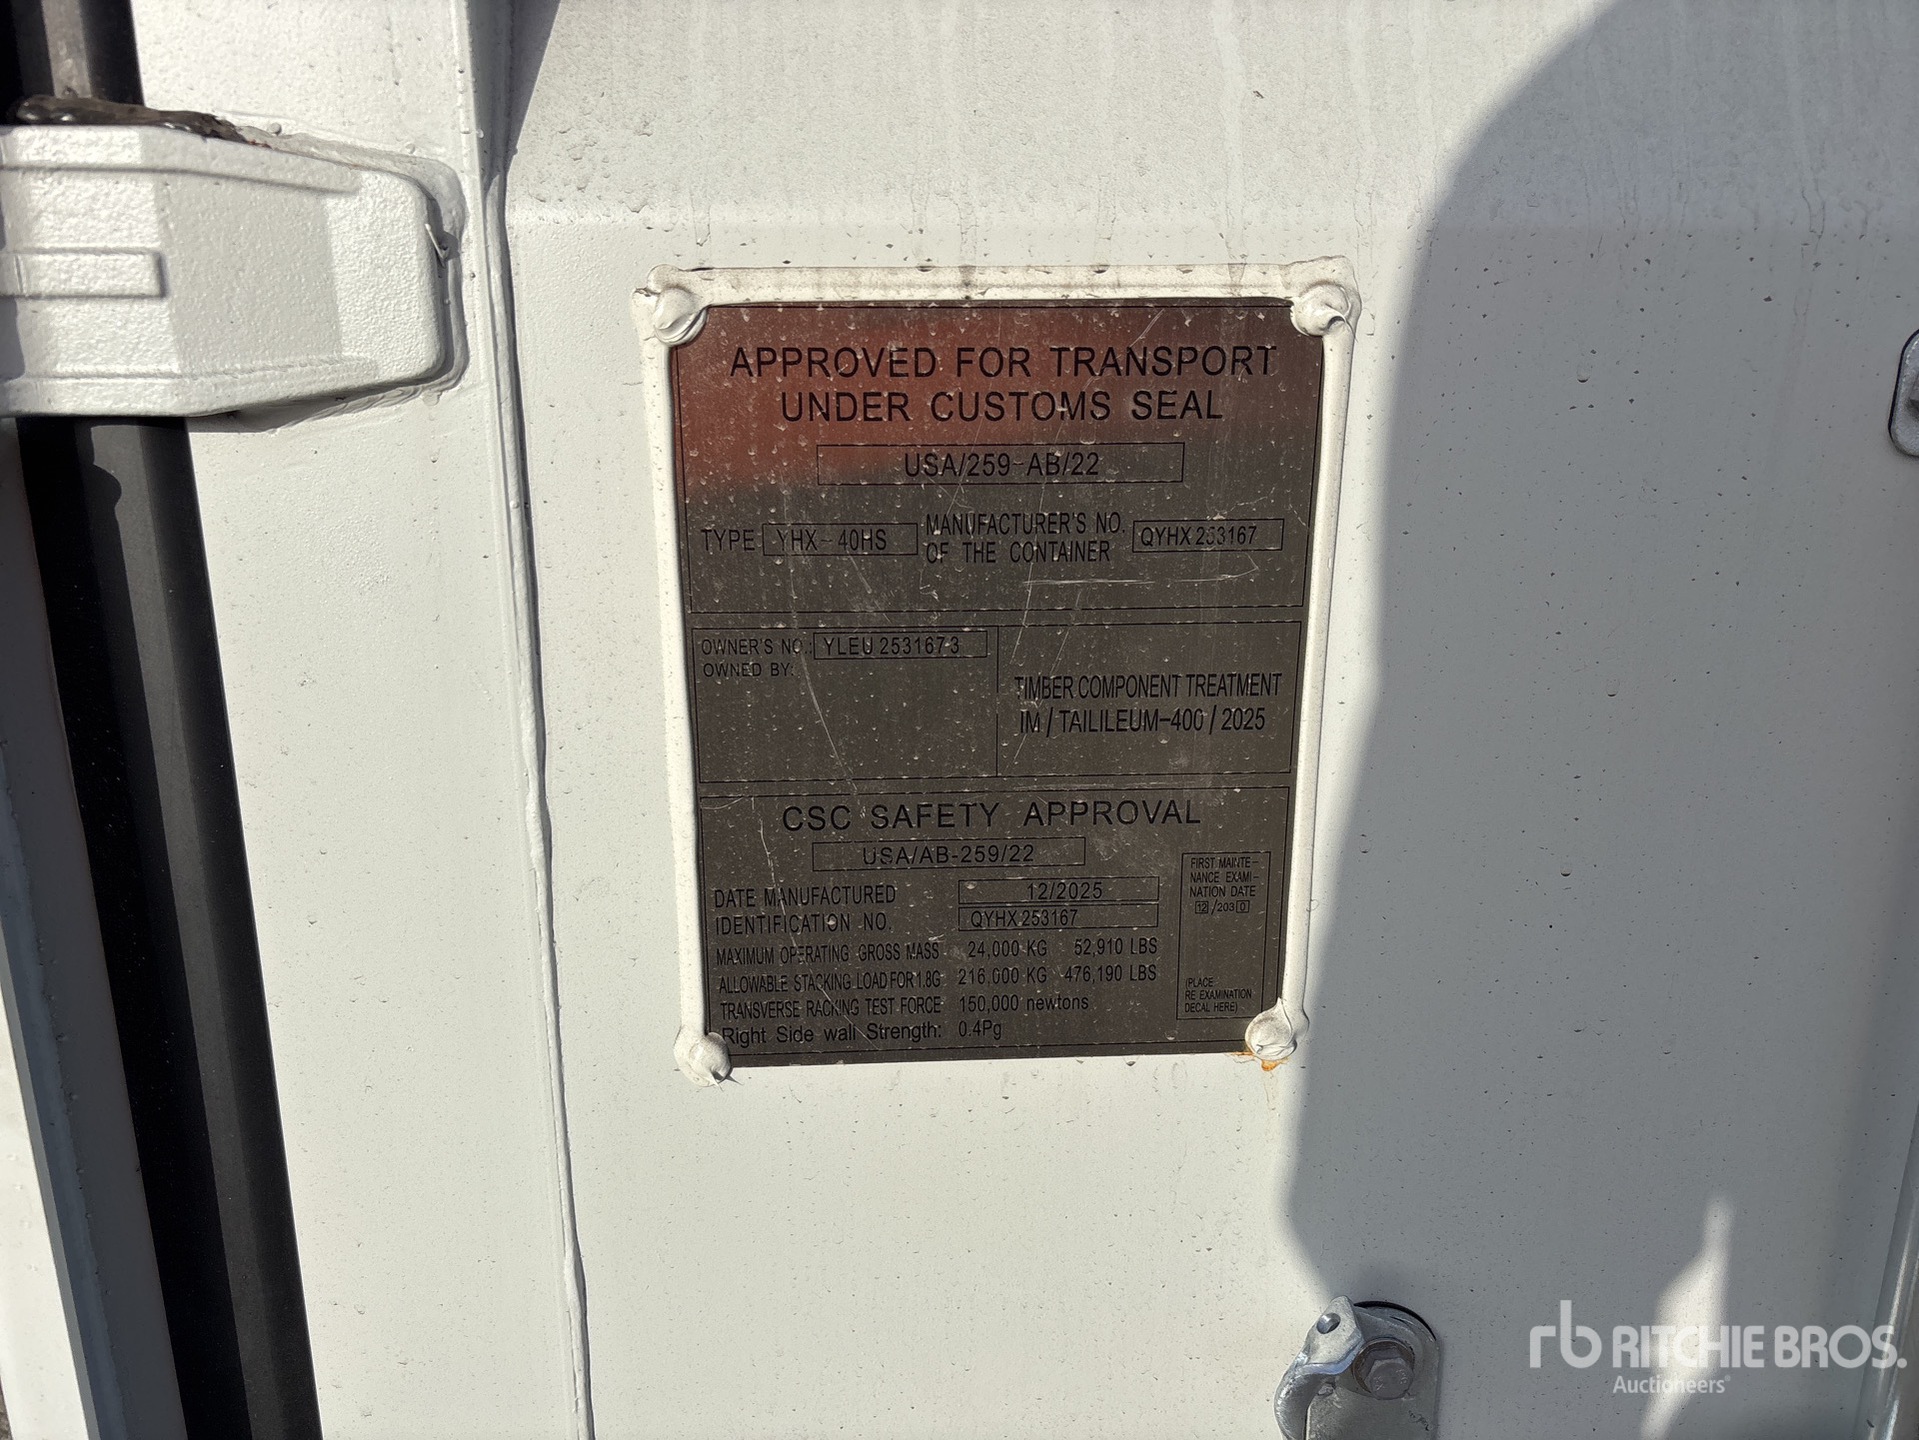 APPROVED FOR TRANSPORT
UNDER CUSTOMS SEAL
USA/259-AB/22
TYPE YHX-40HS MANUFACTURER'S NO. OF THE CONTAINER QYHX 253167
OWNER'S NO.: YLEU 253167 3
OWNED BY:
TIMBER COMPONENT TREATMENT
IM / TAILILEUM-400 / 2025
CSC SAFETY APPROVAL
USA/AB-259/22
DATE MANUFACTURED 12/2025
IDENTIFICATION NO. QYHX 253167
MAXIMUM OPERATING GROSS MASS 24,000 KG 52,910 LBS
ALLOWABLE STACKING LOAD FOR 1.8G 216,000 KG 476,190 LBS
TRANSVERSE RACKING TEST FORCE 150,000 newtons
Right Side wall Strength: 0.4Pg
FIRST MAINTE-
NANCE EXAMI-
NATION DATE
12/2030
(PLACE
RE EXAMINATION
DECAL HERE)
rb RITCHIE BROS.
Auctioneers